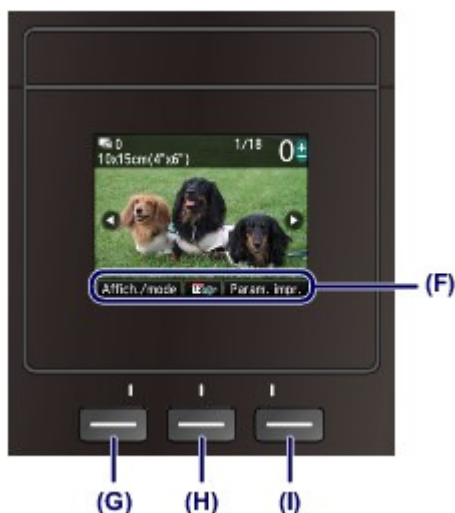 0 1/18 0±
10x15cm(4"x6")
Affich./mode Param. impr.
(F)
(G) (H) (I)